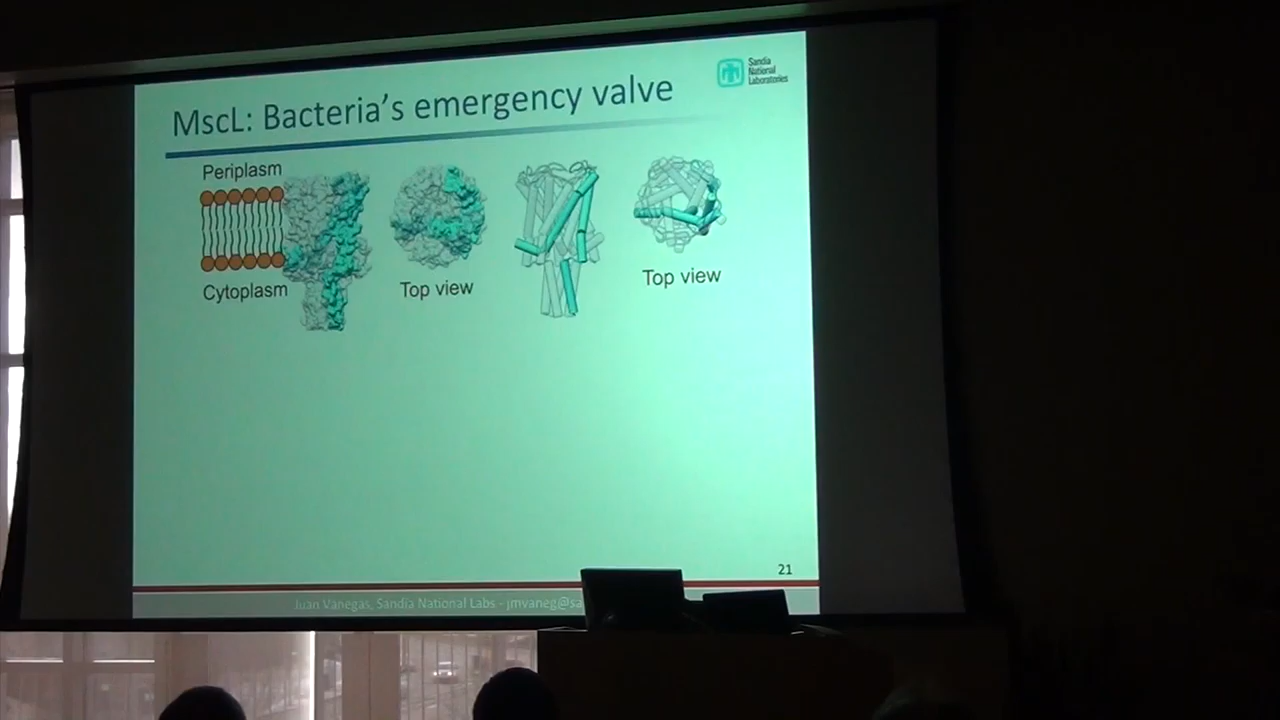 MscL: Bacteria's emergency valve
Sandia
National
Laboratories
Periplasm
Cytoplasm
Top view
Top view
21
Juan Vanegas, Sandia National Labs - jmvaneg@sa